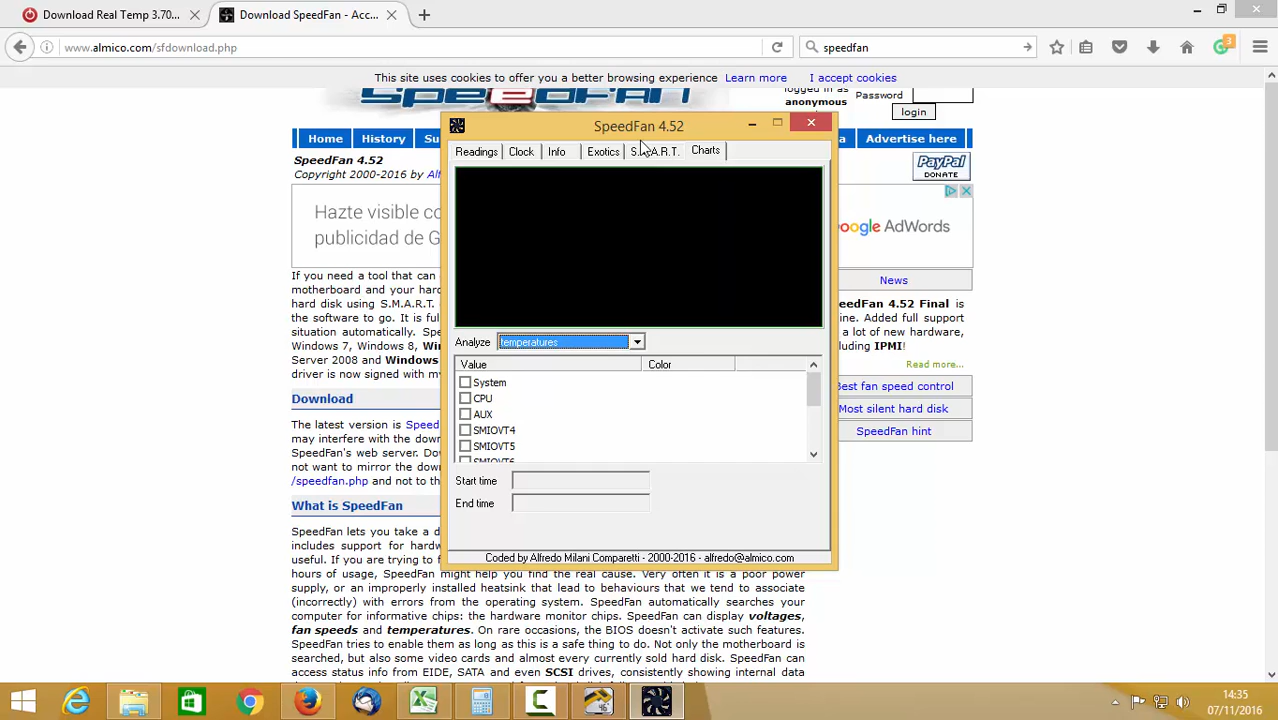 Download Real Temp 3.70...
Download SpeedFan - Acc...
www.almico.com/sfdownload.php
speedfan
3
This site uses cookies to offer you a better browsing experience Learn more I accept cookies
SPEEDFAN
logged in as
anonymous
Password
login
Home
History
Su
a
Advertise here
SpeedFan 4.52
Copyright 2000-2016 - by Alf
PayPal
DONATE
Hazte visible co
publicidad de G
oogle AdWords
If you need a tool that can
motherboard and your hard
hard disk using S.M.A.R.T.
the software to go. It is ful
situation automatically. Spe
Windows 7, Windows 8, Win
Server 2008 and Windows
driver is now signed with my
Download
The latest version is Speed
may interfere with the down
SpeedFan's web server. Dow
not want to mirror the down
/speedfan.php and not to th
What is SpeedFan
SpeedFan lets you take a d
includes support for hardw
useful. If you are trying to f
hours of usage, SpeedFan might help you find the real cause. Very often it is a poor power
supply, or an improperly installed heatsink that lead to behaviours that we tend to associate
(incorrectly) with errors from the operating system. SpeedFan automatically searches your
computer for informative chips: the hardware monitor chips. SpeedFan can display voltages,
fan speeds and temperatures. On rare occasions, the BIOS doesn't activate such features.
SpeedFan tries to enable them as long as this is a safe thing to do. Not only the motherboard is
searched, but also some video cards and almost every currently sold hard disk. SpeedFan can
access status info from EIDE, SATA and even SCSI drives, consistently showing internal data
News
eedFan 4.52 Final is
ine. Added full support
a lot of new hardware,
cluding IPMI!
Read more...
Best fan speed control
Most silent hard disk
SpeedFan hint
SpeedFan 4.52
Readings
Clock
Info
Exotics
S.M.A.R.T.
Charts
Analyze
temperatures
Value
Color
System
CPU
AUX
SMIOVT4
SMIOVT5
SMIOVT6
Start time
End time
Coded by Alfredo Milani Comparetti - 2000-2016 - alfredo@almico.com
14:35
07/11/2016